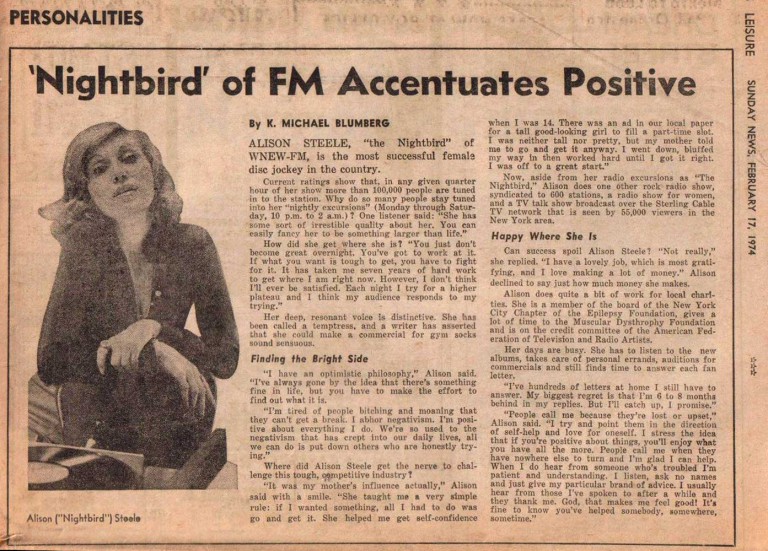 PERSONALITIES
'Nightbird' of FM Accentuates Positive
By K. MICHAEL BLUMBERG
ALISON STEELE, "the Nightbird" of
WNEW-FM, is the most successful female
disc jockey in the country.
Current ratings show that, in any given quarter
hour of her show more than 100,000 people are tuned
in to the station. Why do so many people stay tuned
into her "nightly excursions" (Monday through Satur-
day, 10 p.m. to 2 a.m.)? One listener said: "She has
some sort of irrestible quality about her. You can
easily fancy her to be something larger than life."
How did she get where she is? "You just don't
become great overnight. You've got to work at it.
If what you want is tough to get, you have to fight
for it. It has taken me seven years of hard work
to get where I am right now. However, I don't think
I'll ever be satisfied. Each night I try for a higher
plateau and I think my audience responds to my
trying."
Her deep, resonant voice is distinctive. She has
been called a temptress, and a writer has asserted
that she could make a commercial for gym socks
sound sensuous.
Finding the Bright Side
"I have an optimistic philosophy," Alison said.
"I've always gone by the idea that there's something
fine in life, but you have to make the effort to
find out what it is.
"I'm tired of people bitching and moaning that
they can't get a break. I abhor negativism. I'm posi-
tive about everything I do. We're so used to the
negativism that has crept into our daily lives, all
we can do is put down others who are honestly try-
ing."
Where did Alison Steele get the nerve to chal-
lenge this tough, competitive industry?
"It was my mother's influence actually," Alison
said with a smile. "She taught me a very simple
rule: if I wanted something, all I had to do was
go and get it. She helped me get self-confidence
when I was 14. There was an ad in our local paper
for a tall good-looking girl to fill a part-time slot.
I was neither tall nor pretty, but my mother told
me to go and get it anyway. I went down, bluffed
my way in then worked hard until I got it right.
I was off to a great start."
Now, aside from her radio excursions as "The
Nightbird," Alison does one other rock radio show,
syndicated to 600 stations, a radio show for women,
and a TV talk show broadcast over the Sterling Cable
TV network that is seen by 55,000 viewers in the
New York area.
Happy Where She Is
Can success spoil Alison Steele? "Not really,"
she replied. "I have a lovely job, which is most grati-
fying, and I love making a lot of money." Alison
declined to say just how much money she makes.
Alison does quite a bit of work for local chari-
ties. She is a member of the board of the New York
City Chapter of the Epilepsy Foundation, gives a
lot of time to the Muscular Dysthrophy Foundation
and is on the credit committee of the American Fed-
eration of Television and Radio Artists.
Her days are busy. She has to listen to the new
albums, takes care of personal errands, auditions for
commercials and still finds time to answer each fan
letter.
"I've hundreds of letters at home I still have to
answer. My biggest regret is that I'm 6 to 8 months
behind in my replies. But I'll catch up, I promise."
"People call me because they're lost or upset,"
Alison said. "I try and point them in the direction
of self-help and love for oneself. I stress the idea
that if you're positive about things, you'll enjoy what
you have all the more. People call me when they
have nowhere else to turn and I'm glad I can help.
When I do hear from someone who's troubled I'm
patient and understanding. I listen, ask no names
and just give my particular brand of advice. I usually
hear from those I've spoken to after a while and
they thank me. God, that makes me feel good! It's
fine to know you've helped somebody, somewhere,
sometime."
Alison ("Nightbird") Steele
LEISURE SUNDAY NEWS, FEBRUARY 17, 1974